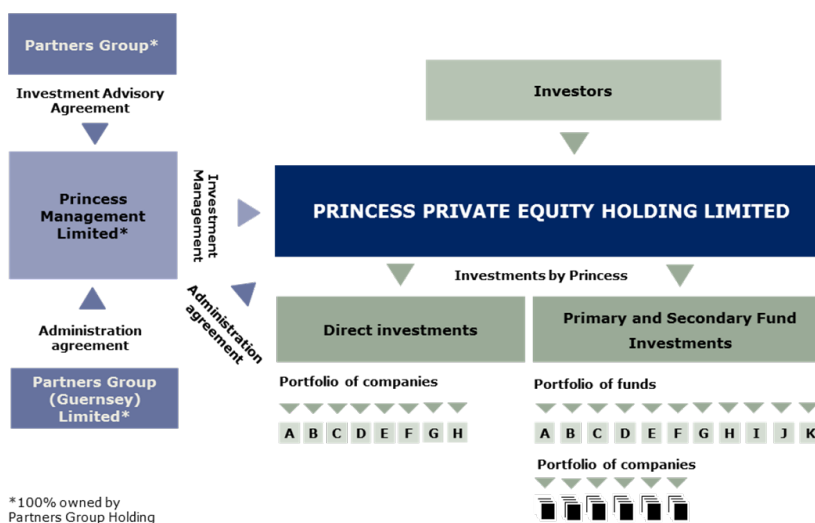 Partners Group*
Investment Advisory
Agreement
Investors
Princess
Management
Limited*
Investment
Management
PRINCESS PRIVATE EQUITY HOLDING LIMITED
Investments by Princess
Administration
agreement
Administration
agreement
Direct investments
Primary and Secondary Fund
Investments
Partners Group
(Guernsey)
Limited*
Portfolio of companies
Portfolio of funds
A B C D E F G H
A B C D E F G H I J K
Portfolio of companies
*100% owned by
Partners Group Holding